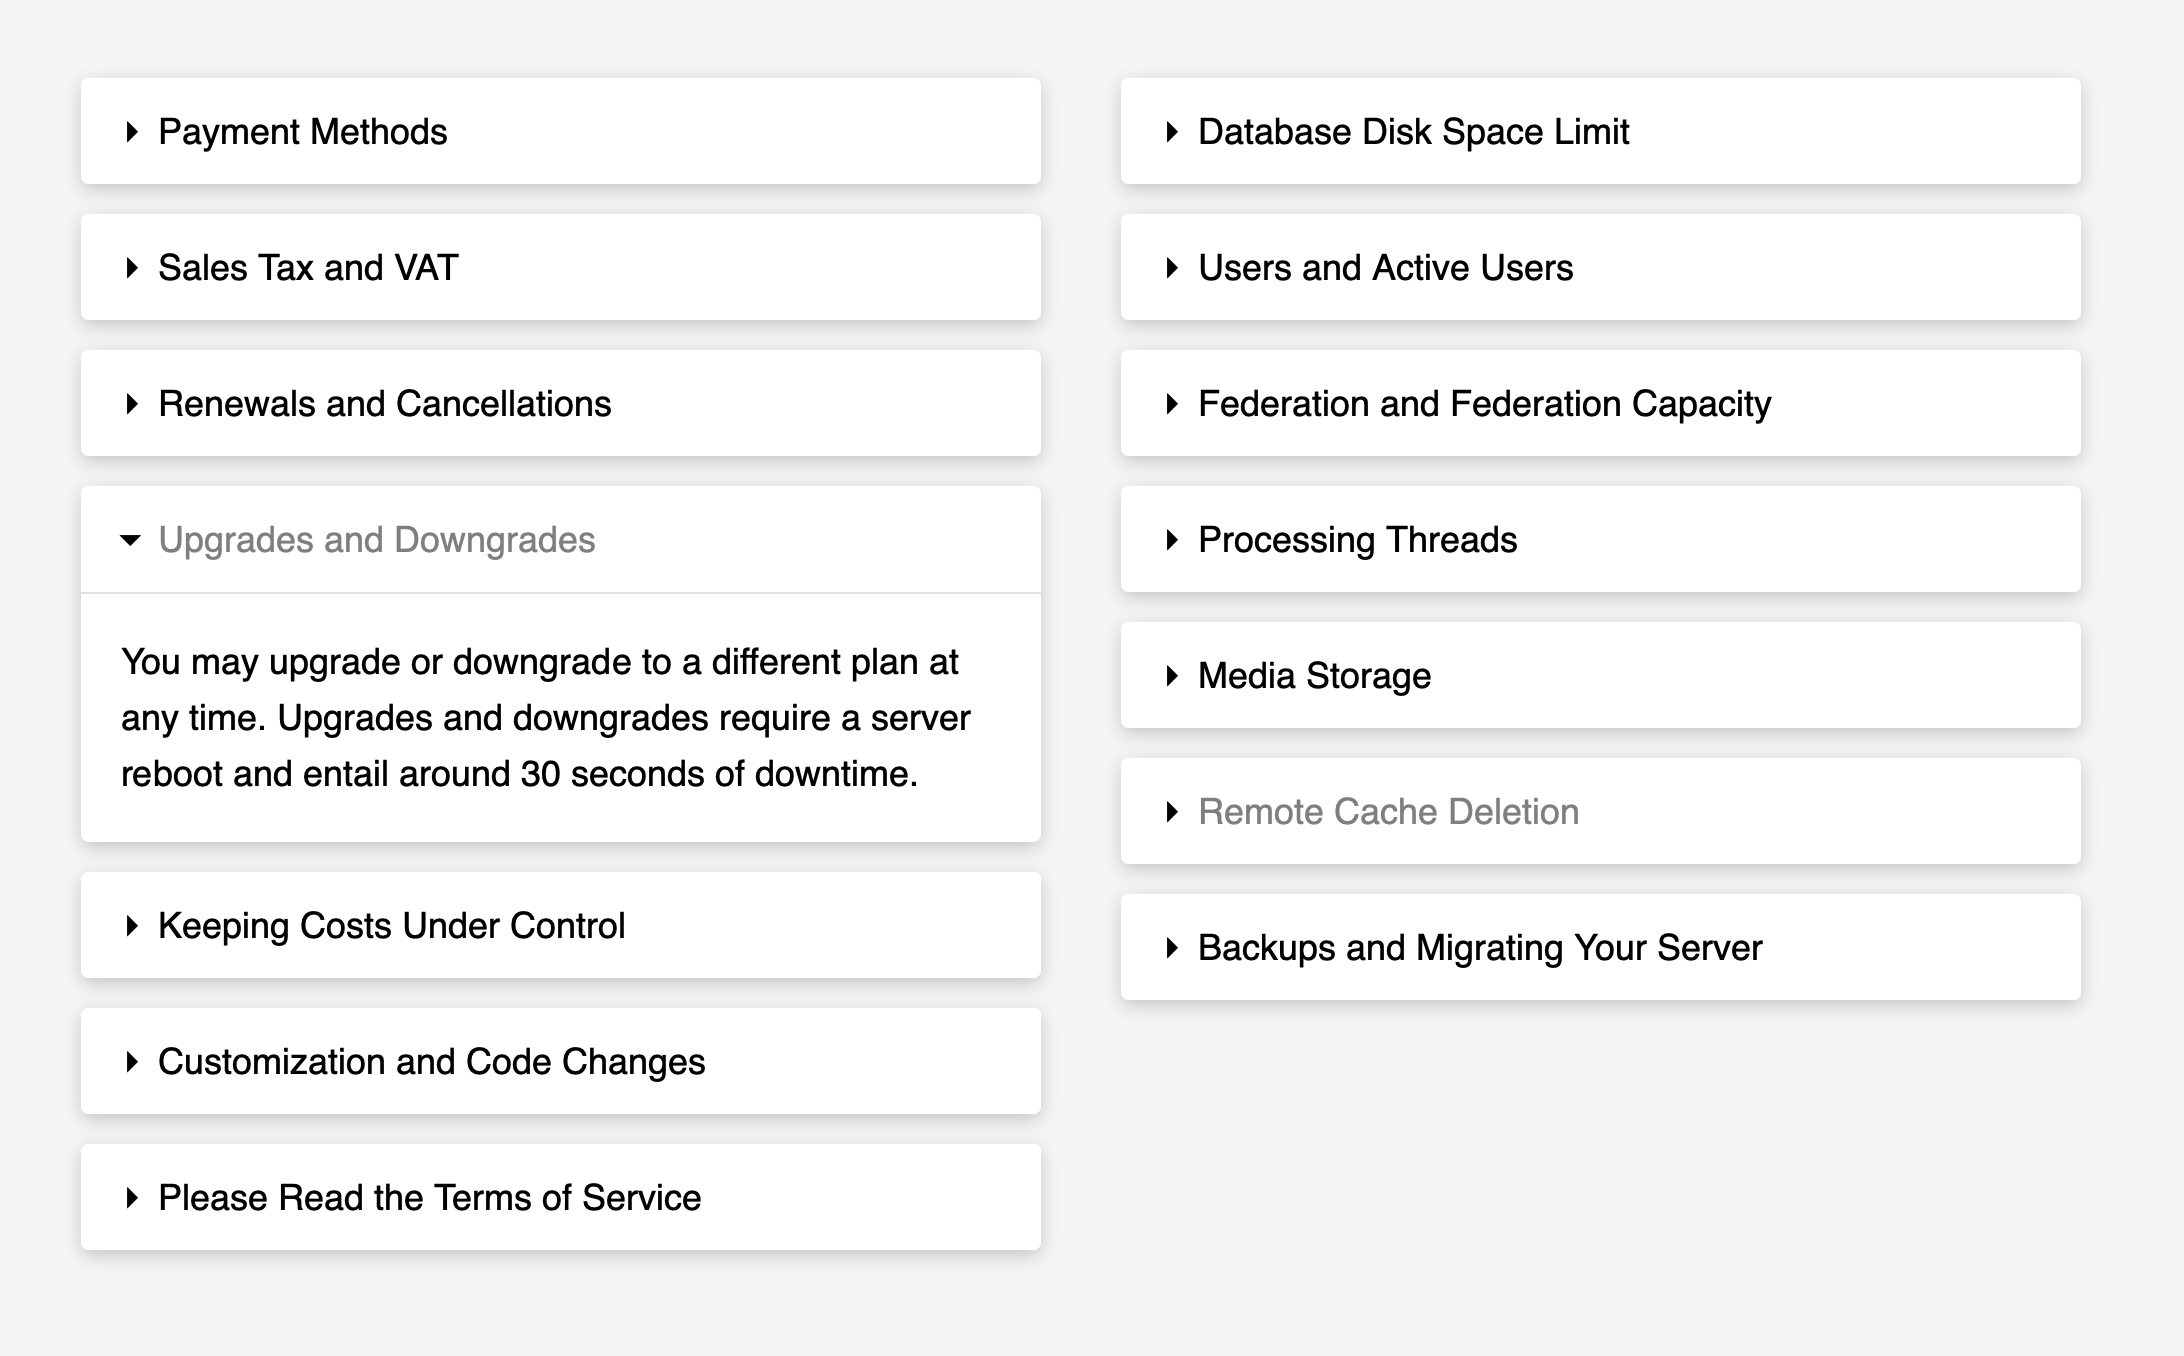 Payment Methods
Sales Tax and VAT
Renewals and Cancellations
Upgrades and Downgrades
You may upgrade or downgrade to a different plan at
any time. Upgrades and downgrades require a server
reboot and entail around 30 seconds of downtime.
Keeping Costs Under Control
Customization and Code Changes
Please Read the Terms of Service
Database Disk Space Limit
Users and Active Users
Federation and Federation Capacity
Processing Threads
Media Storage
Remote Cache Deletion
Backups and Migrating Your Server